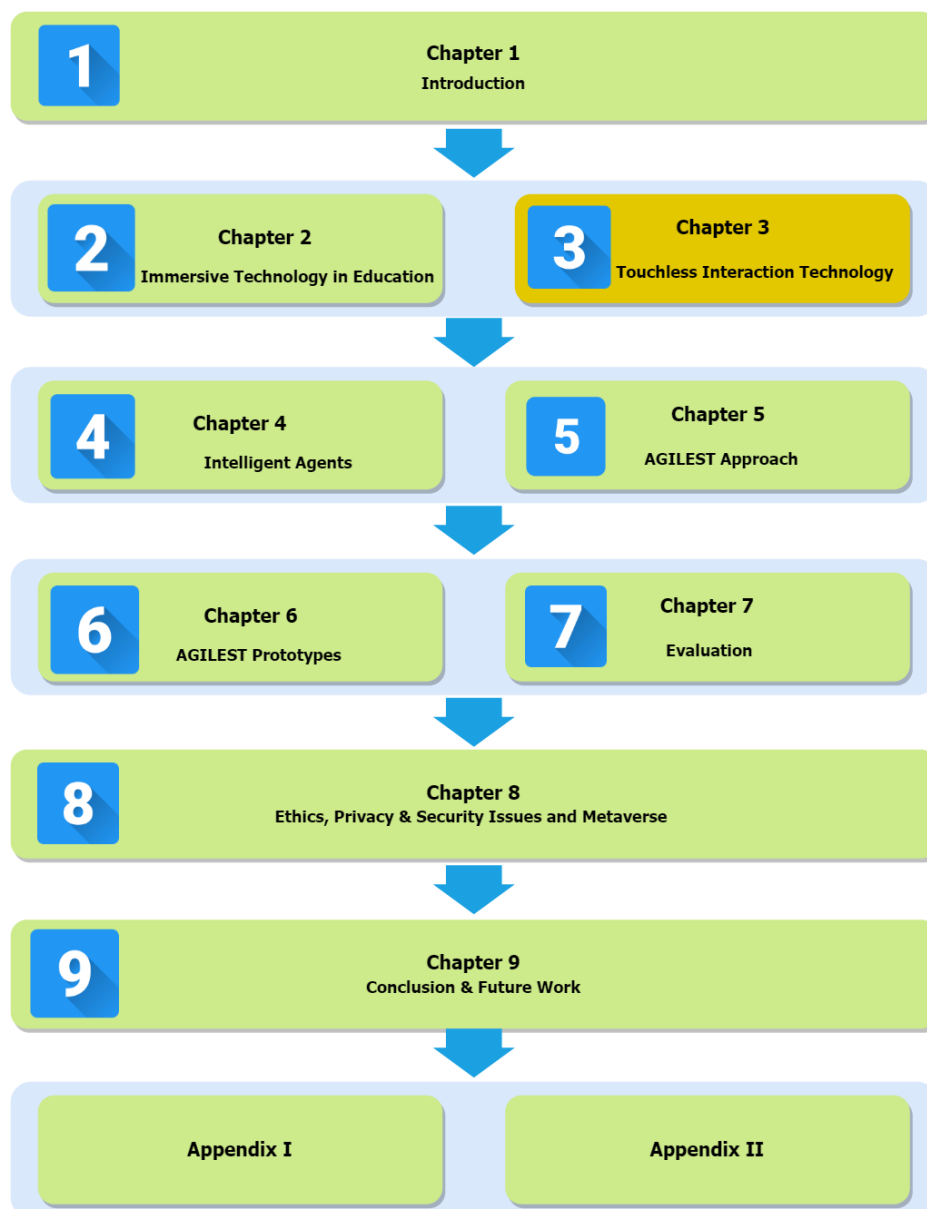 1
Chapter 1
Introduction
2
Chapter 2
Immersive Technology in Education
3
Chapter 3
Touchless Interaction Technology
4
Chapter 4
Intelligent Agents
5
Chapter 5
AGILEST Approach
6
Chapter 6
AGILEST Prototypes
7
Chapter 7
Evaluation
8
Chapter 8
Ethics, Privacy & Security Issues and Metaverse
9
Chapter 9
Conclusion & Future Work
Appendix I
Appendix II